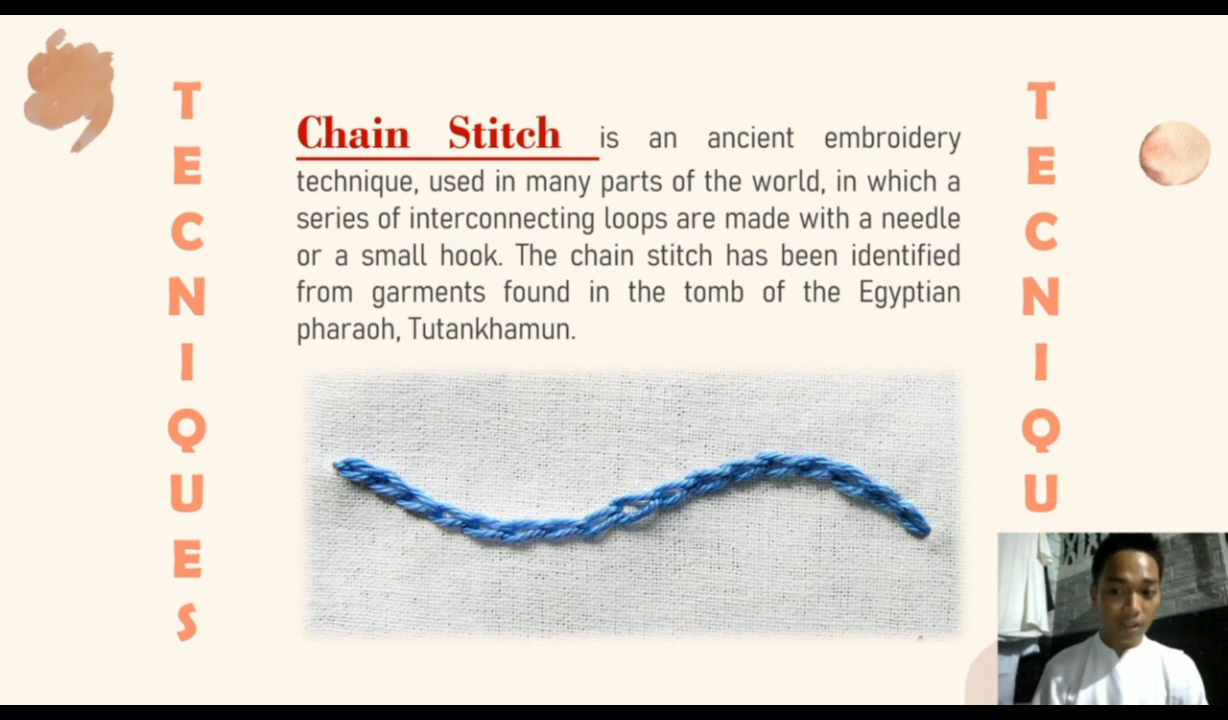 TECNIQUES
Chain Stitch is an ancient embroidery
technique, used in many parts of the world, in which a
series of interconnecting loops are made with a needle
or a small hook. The chain stitch has been identified
from garments found in the tomb of the Egyptian
pharaoh, Tutankhamun.
TECNIQU